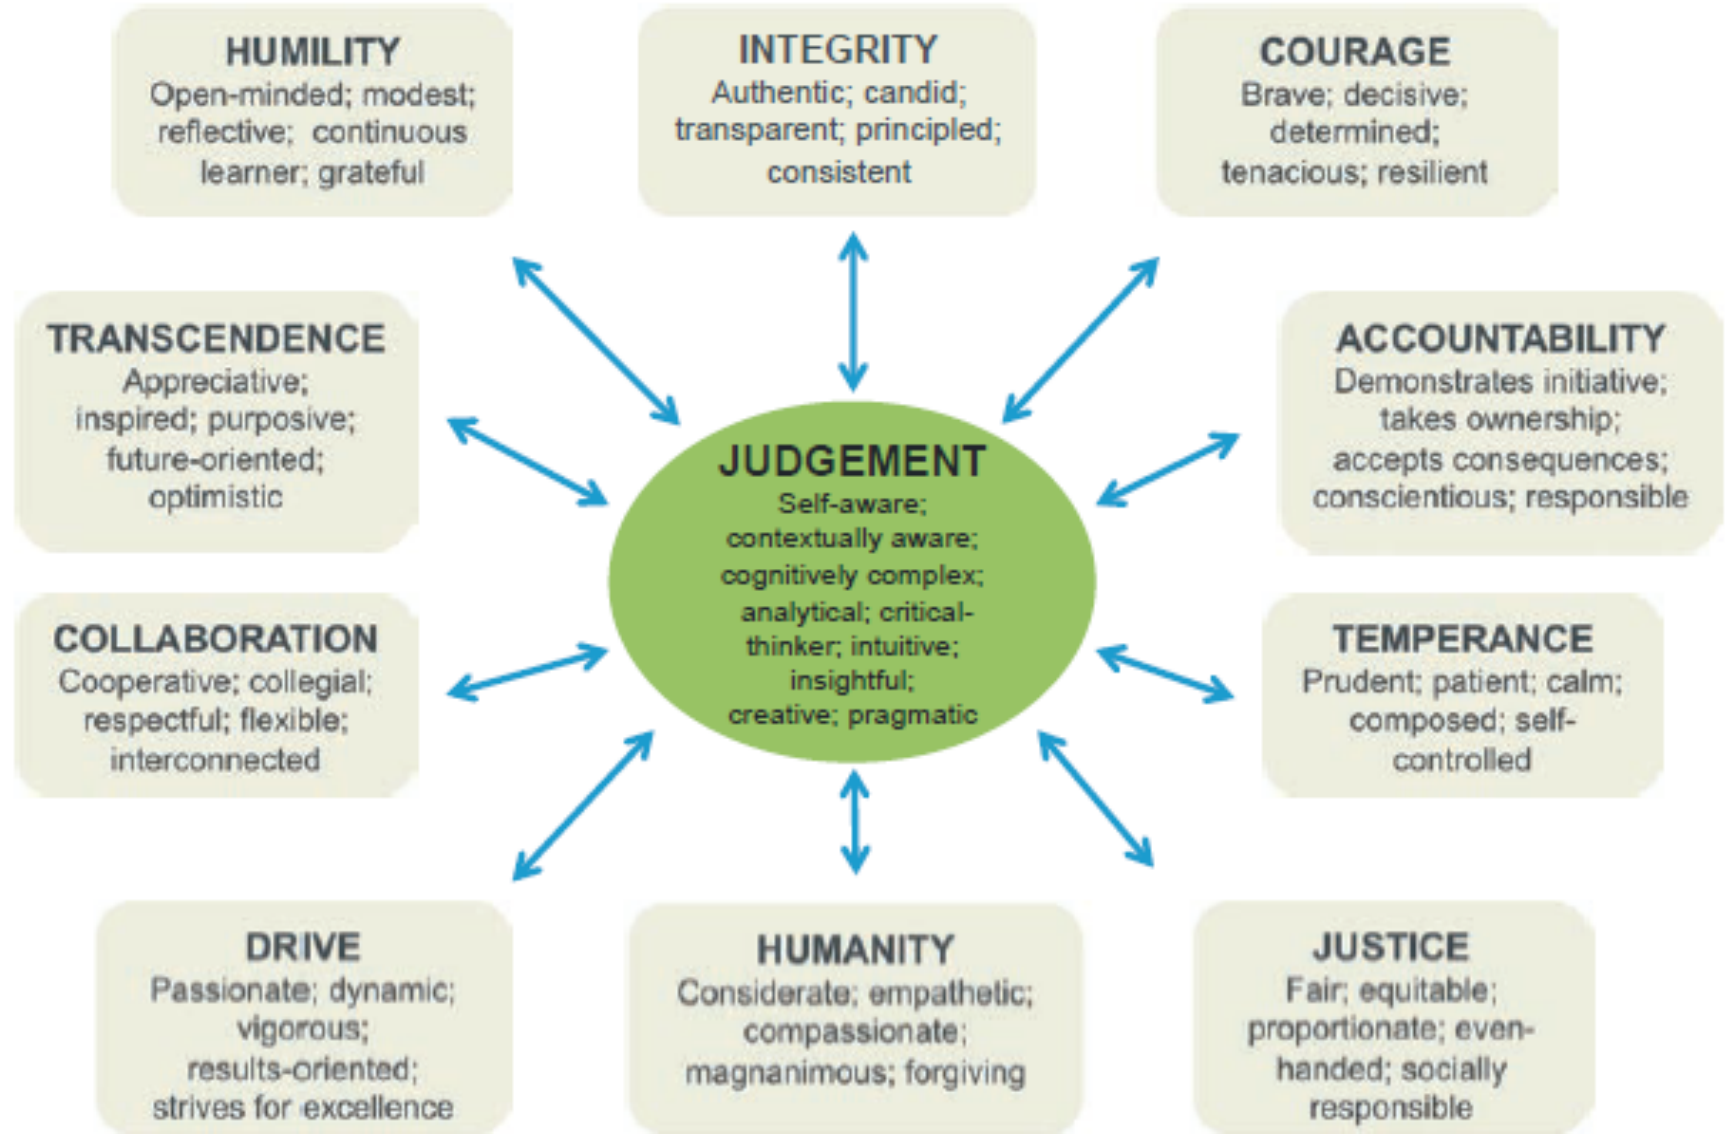 HUMILITY
Open-minded; modest;
reflective; continuous
learner; grateful
INTEGRITY
Authentic; candid;
transparent; principled;
consistent
COURAGE
Brave; decisive;
determined;
tenacious; resilient
TRANSCENDENCE
Appreciative;
inspired; purposive;
future-oriented;
optimistic
JUDGEMENT
Self-aware;
contextually aware;
cognitively complex;
analytical; critical-
thinker; intuitive;
insightful;
creative; pragmatic
ACCOUNTABILITY
Demonstrates initiative;
takes ownership;
accepts consequences;
conscientious; responsible
COLLABORATION
Cooperative; collegial;
respectful; flexible;
interconnected
TEMPERANCE
Prudent; patient; calm;
composed; self-
controlled
DRIVE
Passionate; dynamic;
vigorous;
results-oriented;
strives for excellence
HUMANITY
Considerate; empathetic;
compassionate;
magnanimous; forgiving
JUSTICE
Fair; equitable;
proportionate; even-
handed; socially
responsible